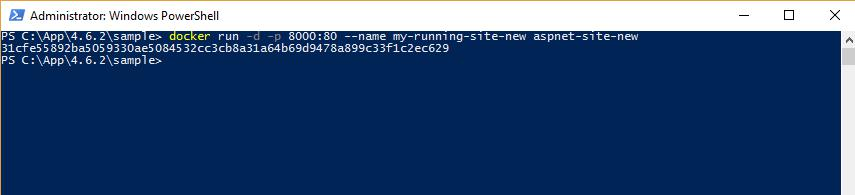 Administrator: Windows PowerShell
PS C:\App\4.6.2\sample> docker run -d -p 8000:80 --name my-running-site-new aspnet-site-new
31cfe55892ba5059330ae5084532cc3cb8a31a64b69d9478a899c33f1c2ec629
PS C:\App\4.6.2\sample>